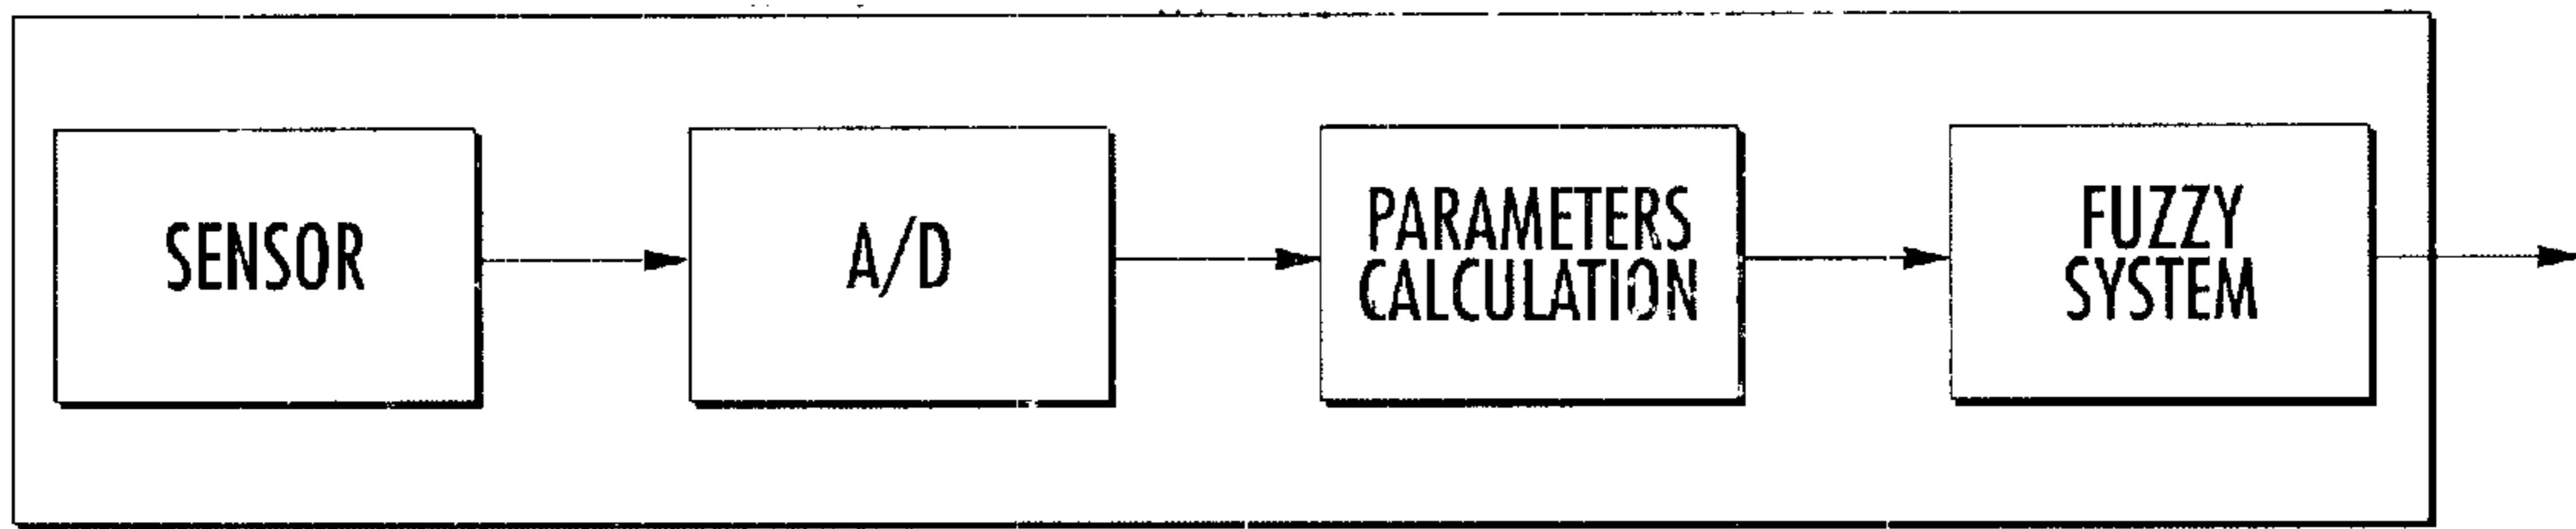 SENSOR
A/D
PARAMETERS
CALCULATION
FUZZY
SYSTEM